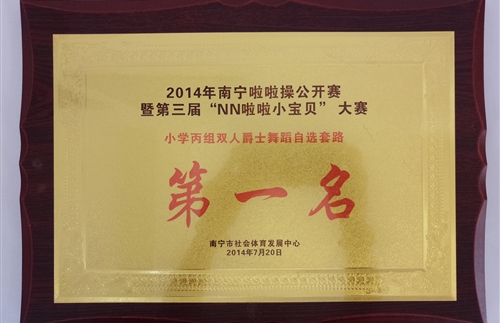 2014年南宁啦啦操公开赛
暨第三届“NN啦啦小宝贝”大赛
小学丙组双人爵士舞蹈自选套路
第一名
南宁市社会体育发展中心
2014年7月20日